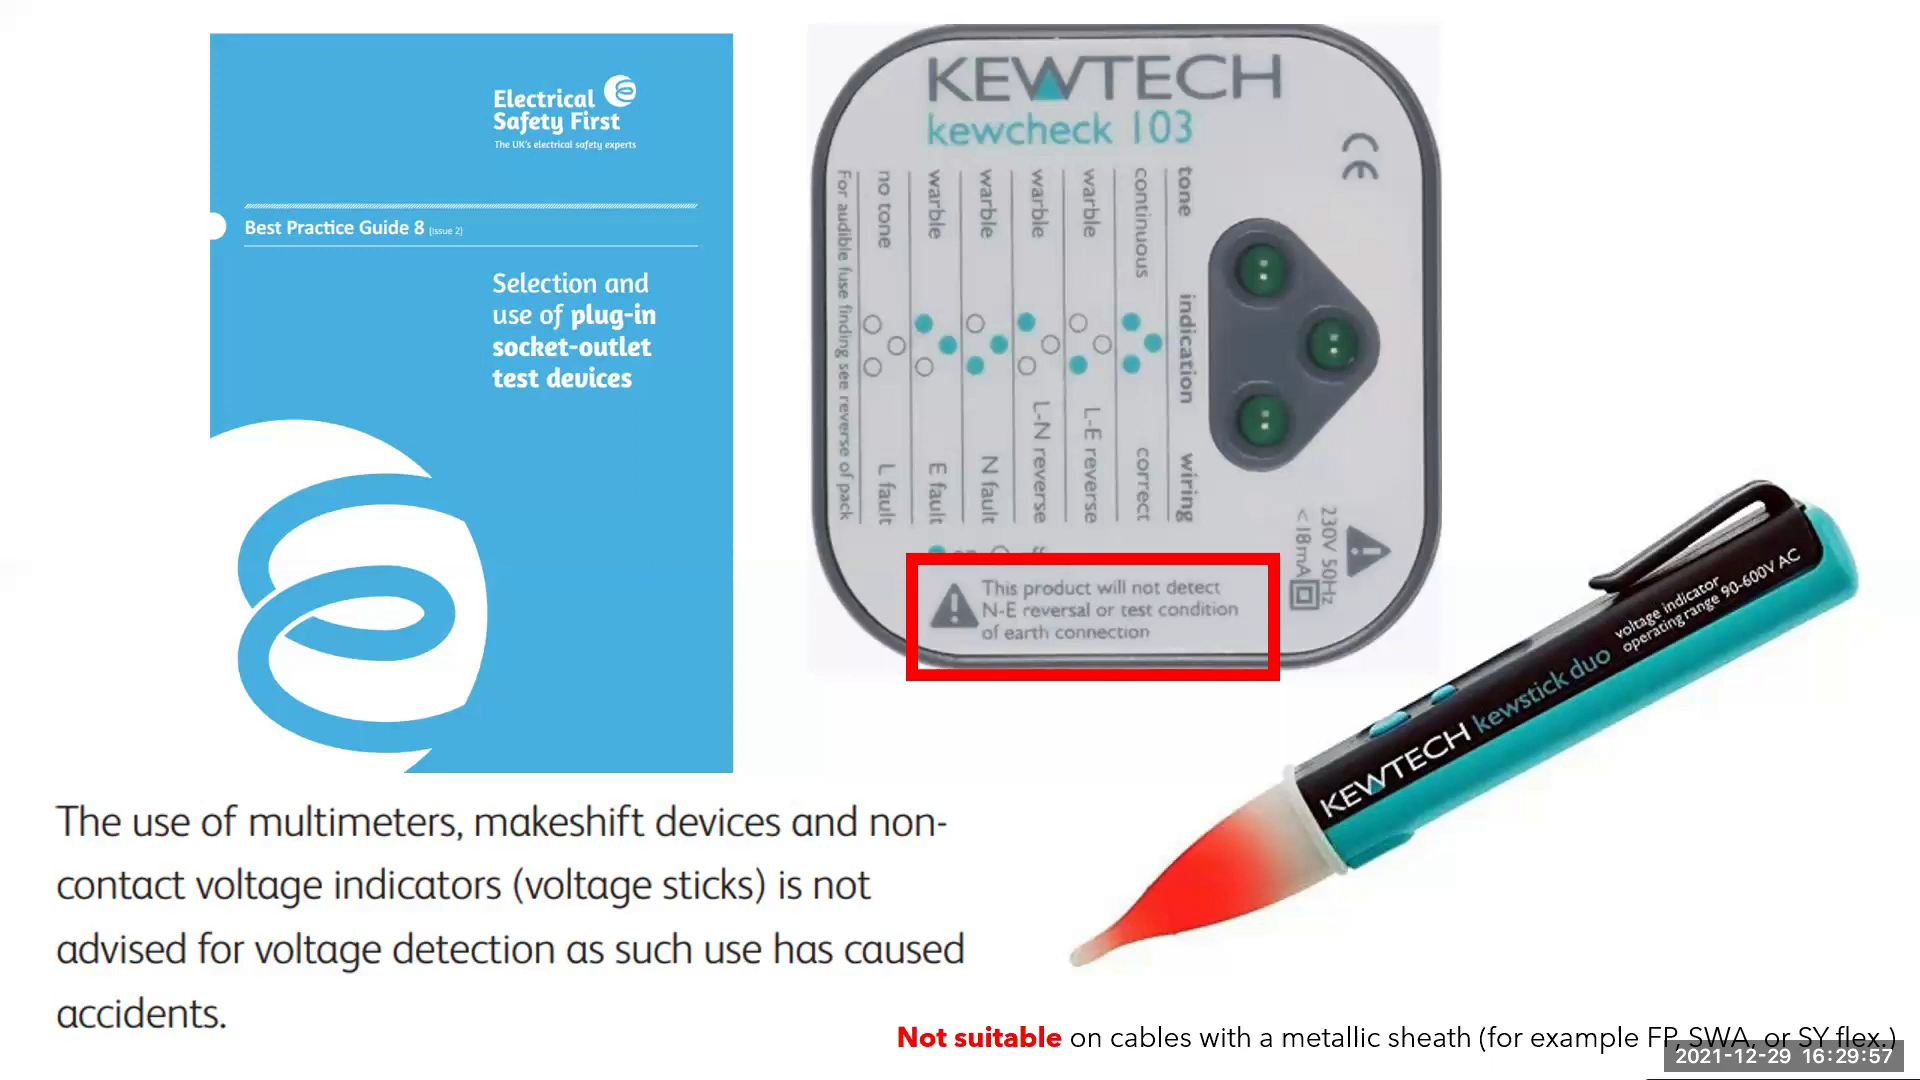 Electrical
Safety First
The UK's electrical safety experts
Best Practice Guide 8 (Issue 2)
Selection and
use of plug-in
socket-outlet
test devices
KEWTECH
kewcheck 103
CE
tone indication wiring
continuous correct
warble L-E reverse
warble L-N reverse
warble N fault
warble E fault
no tone L fault
For audible fuse finding see reverse of pack
230V 50Hz
<18mA
This product will not detect
N-E reversal or test condition
of earth connection
voltage indicator
operating range 90-600V AC
KEWTECH kewstick duo
The use of multimeters, makeshift devices and non-
contact voltage indicators (voltage sticks) is not
advised for voltage detection as such use has caused
accidents.
Not suitable on cables with a metallic sheath (for example FP, SWA, or SY flex.)
2021-12-29 16:29:57